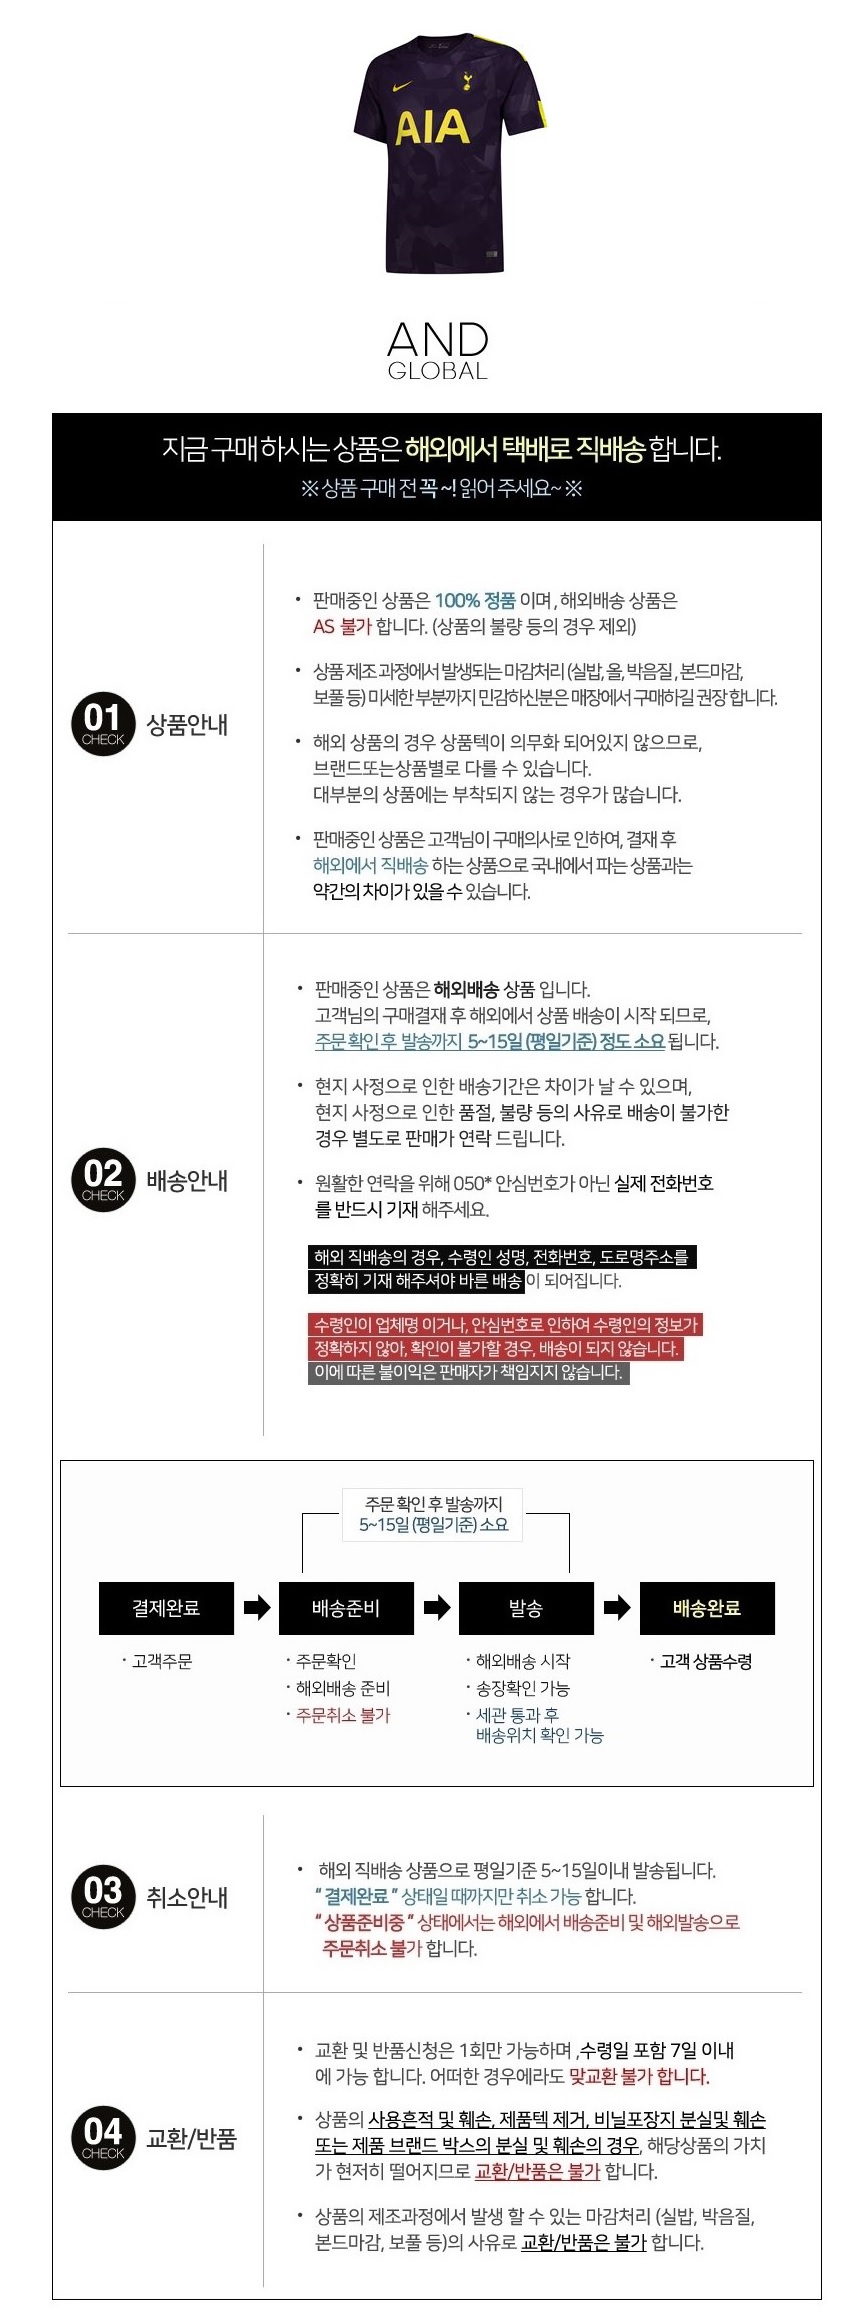 AIA
AND
GLOBAL
지금 구매 하시는 상품은 해외에서 택배로 직배송 합니다.
※ 상품 구매 전 꼭 ~! 읽어 주세요~ ※
01
CHECK
상품안내
• 판매중인 상품은 100% 정품 이며 , 해외배송 상품은
AS 불가 합니다. (상품의 불량 등의 경우 제외)
• 상품 제조 과정에서 발생되는 마감처리 (실밥, 올, 박음질 , 본드마감,
보풀 등) 미세한 부분까지 민감하신분은 매장에서 구매하길 권장 합니다.
• 해외 상품의 경우 상품텍이 의무화 되어있지 않으므로,
브랜드또는상품별로 다를 수 있습니다.
대부분의 상품에는 부착되지 않는 경우가 많습니다.
• 판매중인 상품은 고객님이 구매의사로 인하여, 결재 후
해외에서 직배송 하는 상품으로 국내에서 파는 상품과는
약간의 차이가 있을 수 있습니다.
02
CHECK
배송안내
• 판매중인 상품은 해외배송 상품 입니다.
고객님의 구매결재 후 해외에서 상품 배송이 시작 되므로,
주문 확인 후 발송까지 5~15일 (평일기준) 정도 소요 됩니다.
• 현지 사정으로 인한 배송기간은 차이가 날 수 있으며,
현지 사정으로 인한 품절, 불량 등의 사유로 배송이 불가한
경우 별도로 판매가 연락 드립니다.
• 원활한 연락을 위해 050* 안심번호가 아닌 실제 전화번호
를 반드시 기재 해주세요.
해외 직배송의 경우, 수령인 성명, 전화번호, 도로명주소를
정확히 기재 해주셔야 바른 배송이 되어집니다.
수령인이 업체명 이거나, 안심번호로 인하여 수령인의 정보가
정확하지 않아, 확인이 불가할 경우, 배송이 되지 않습니다.
이에 따른 불이익은 판매자가 책임지지 않습니다.
주문 확인 후 발송까지
5~15일 (평일기준) 소요
결제완료 배송준비 발송 배송완료
· 고객주문
· 주문확인
· 해외배송 준비
· 주문취소 불가
· 해외배송 시작
· 송장확인 가능
· 세관 통과 후
배송위치 확인 가능
· 고객 상품수령
03
CHECK
취소안내
• 해외 직배송 상품으로 평일기준 5~15일이내 발송됩니다.
“ 결제완료 ” 상태일 때까지만 취소 가능 합니다.
“ 상품준비중 ” 상태에서는 해외에서 배송준비 및 해외발송으로
주문취소 불가 합니다.
04
CHECK
교환/반품
• 교환 및 반품신청은 1회만 가능하며 ,수령일 포함 7일 이내
에 가능 합니다. 어떠한 경우에라도 맞교환 불가 합니다.
• 상품의 사용흔적 및 훼손, 제품텍 제거, 비닐포장지 분실및 훼손
또는 제품 브랜드 박스의 분실 및 훼손의 경우, 해당상품의 가치
가 현저히 떨어지므로 교환/반품은 불가 합니다.
• 상품의 제조과정에서 발생 할 수 있는 마감처리 (실밥, 박음질,
본드마감, 보풀 등)의 사유로 교환/반품은 불가 합니다.